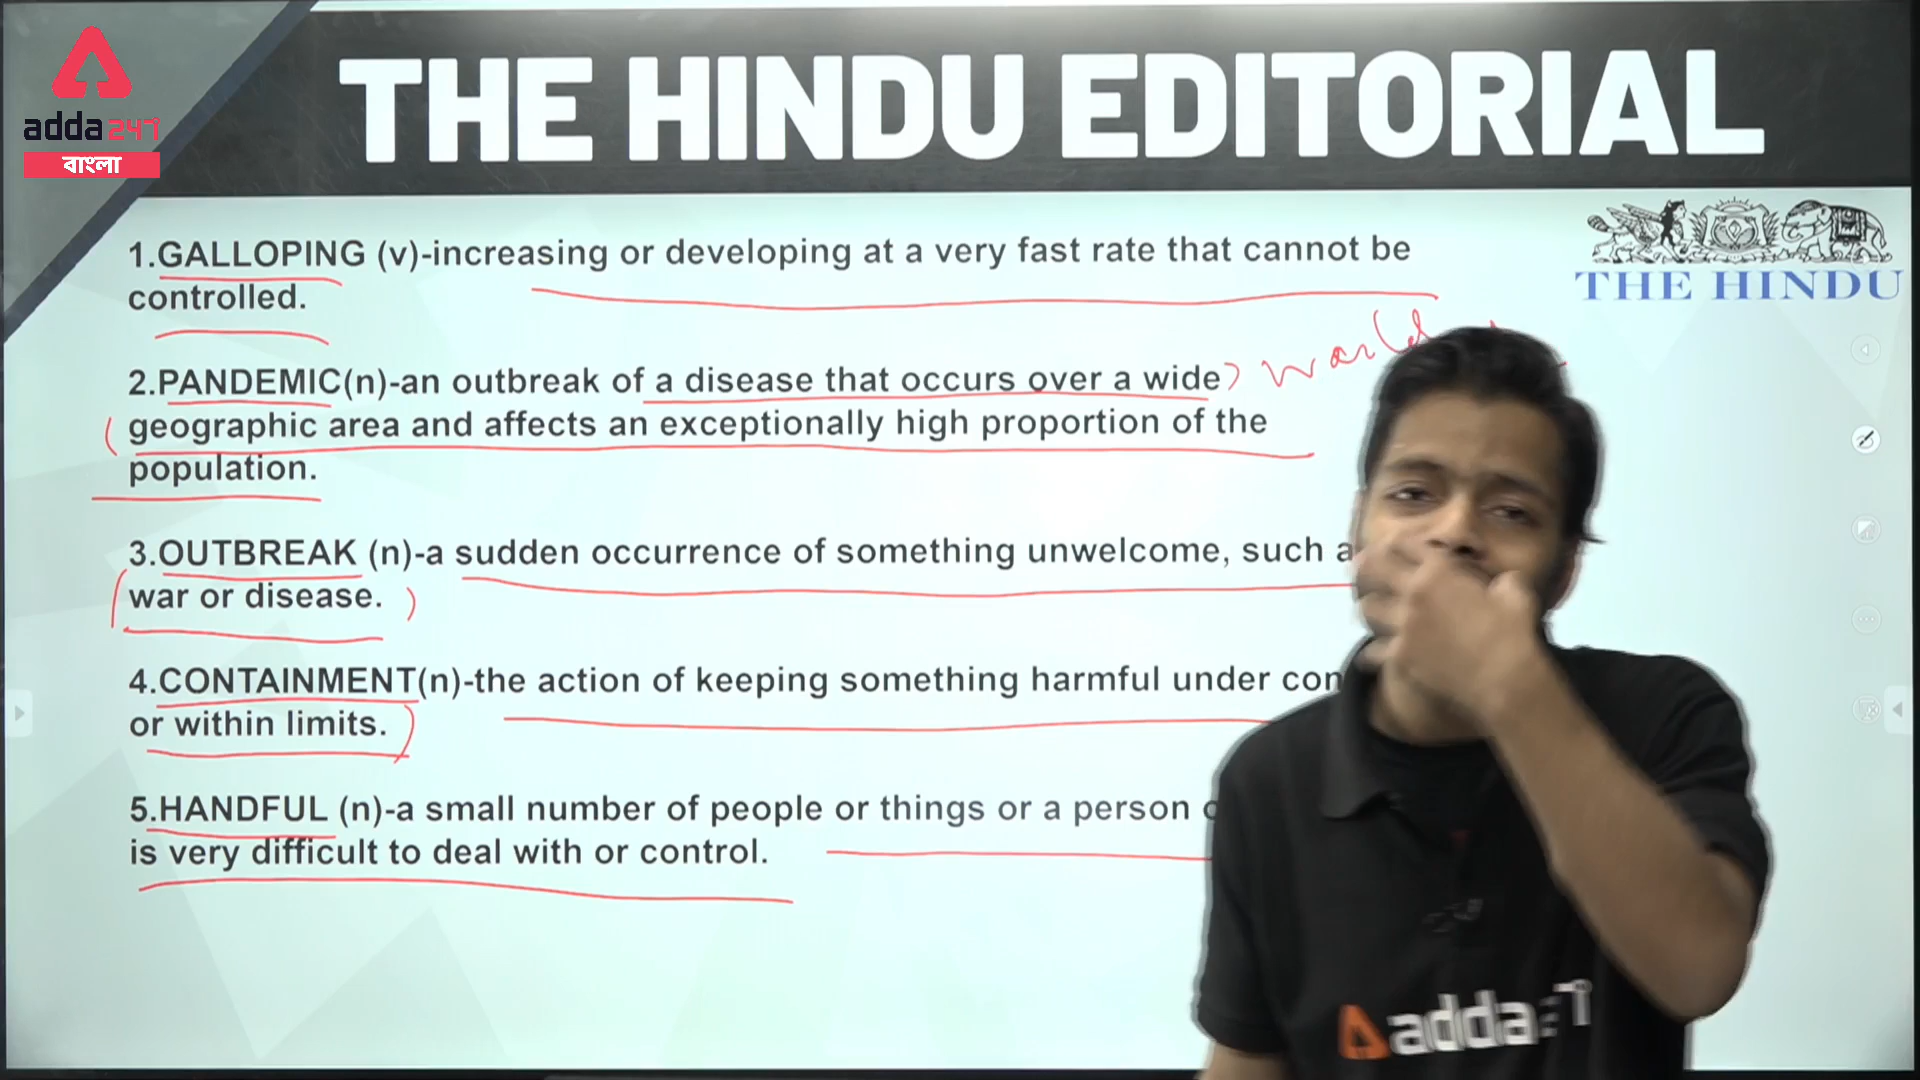 adda247
বাংলা
THE HINDU EDITORIAL
THE HINDU
1.GALLOPING (v)-increasing or developing at a very fast rate that cannot be
controlled.
2.PANDEMIC(n)-an outbreak of a disease that occurs over a wide
world
geographic area and affects an exceptionally high proportion of the
population.
3.OUTBREAK (n)-a sudden occurrence of something unwelcome, such
war or disease.
4.CONTAINMENT(n)-the action of keeping something harmful under
or within limits.
5.HANDFUL (n)-a small number of people or things or a person
is very difficult to deal with or control.
adda247